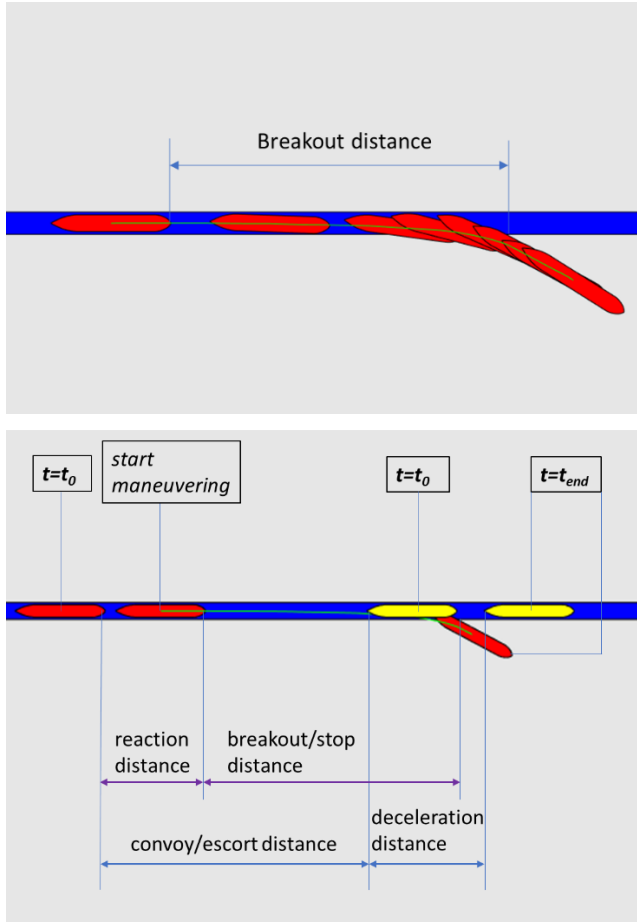 Breakout distance
t=t0
start
maneuvering
t=t0
t=tend
reaction
distance
breakout/stop
distance
convoy/escort distance
deceleration
distance